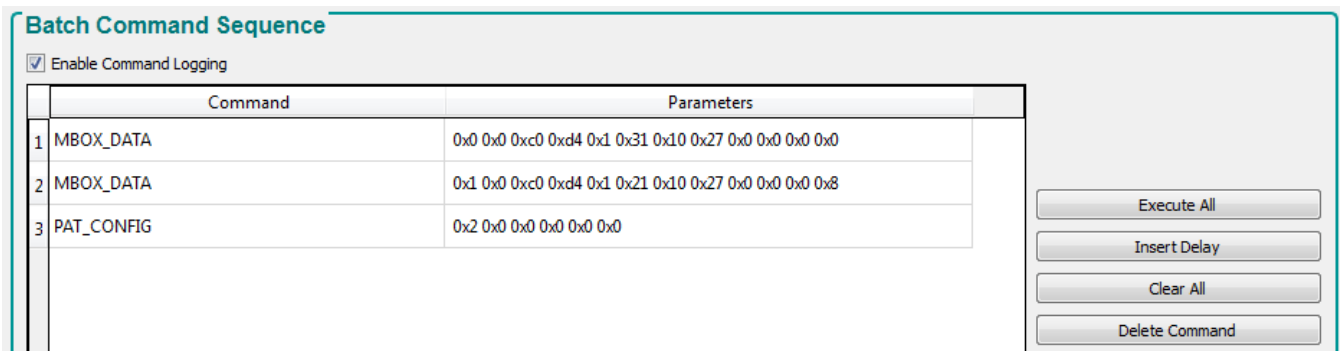 Batch Command Sequence
Enable Command Logging
Command Parameters
1 MBOX_DATA 0x0 0x0 0xc0 0xd4 0x1 0x31 0x10 0x27 0x0 0x0 0x0 0x0
2 MBOX_DATA 0x1 0x0 0xc0 0xd4 0x1 0x21 0x10 0x27 0x0 0x0 0x0 0x8
3 PAT_CONFIG 0x2 0x0 0x0 0x0 0x0 0x0
Execute All
Insert Delay
Clear All
Delete Command